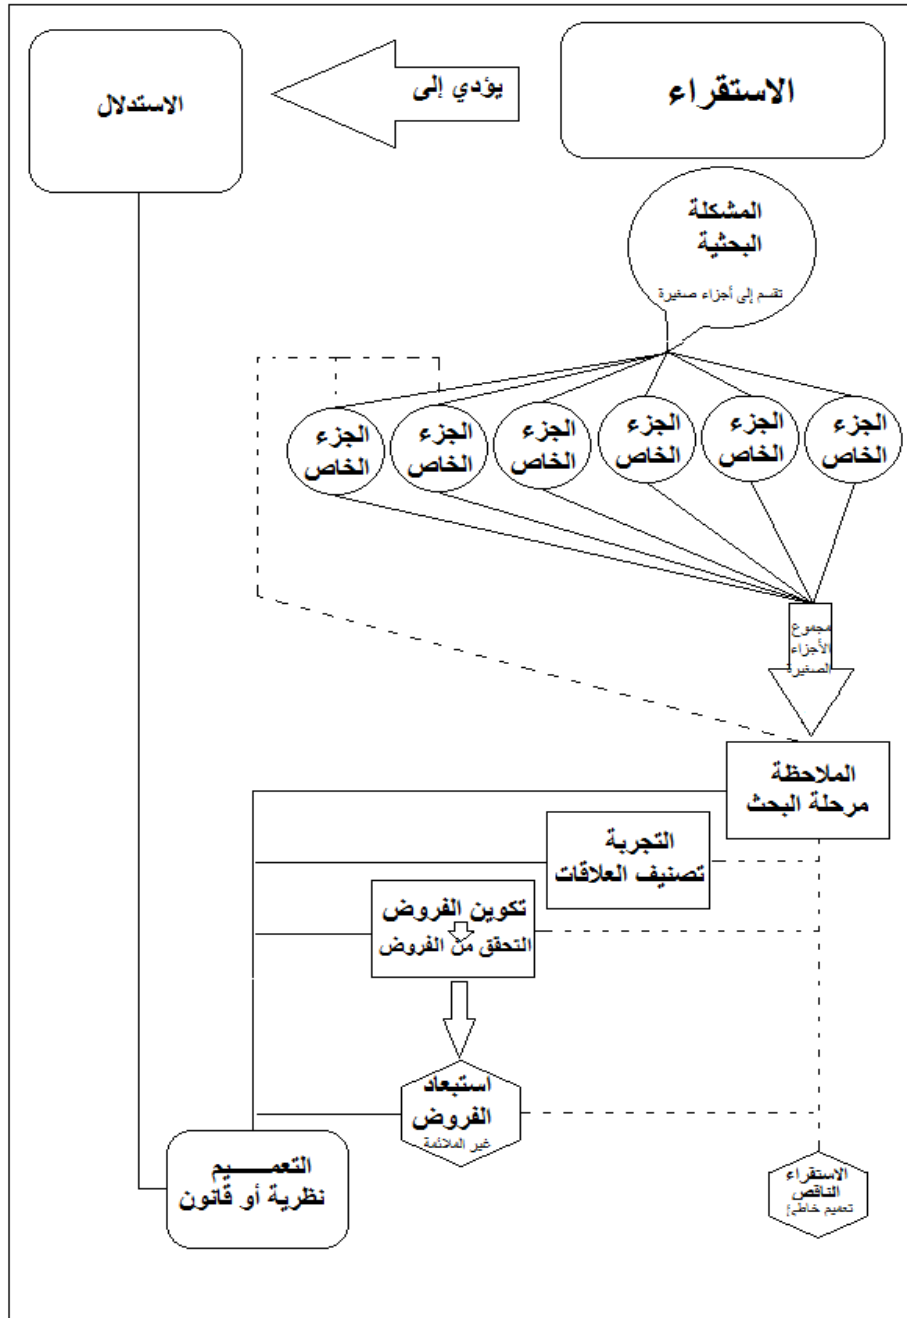 الاستقراء
يؤدي إلى
الاستدلال
المشكلة
البحثية
تقسم إلى أجزاء صغيرة
الجزء
الخاص
الجزء
الخاص
الجزء
الخاص
الجزء
الخاص
الجزء
الخاص
الجزء
الخاص
مجموع
الأجزاء
الصغيرة
الملاحظة
مرحلة البحث
التجربة
تصنيف العلاقات
تكوين الفروض
التحقق من الفروض
استبعاد
الفروض
غير الملائمة
التعمـــــيم
نظرية أو قانون
الاستقراء
الناقص
تعميم خاطئ